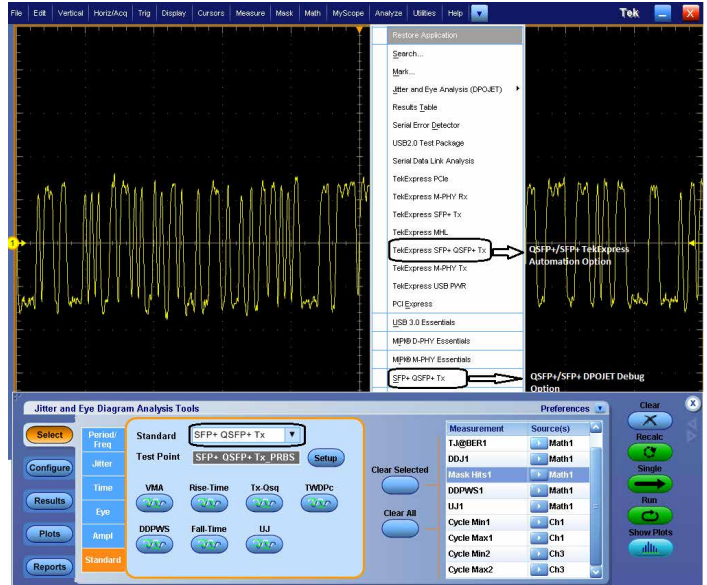 File Edit Vertical Horiz/Acq Trig Display Cursors Measure Mask Math MyScope Analyze Utilities Help Tek X
Restore Application
Search...
Mark...
Jitter and Eye Analysis (DPOJET)
Results Table
Serial Error Detector
USB2.0 Test Package
Serial Data Link Analysis
TekExpress PCIe
TekExpress M-PHY Rx
TekExpress SFP+ Tx
TekExpress MHL
TekExpress SFP+ QSFP+ Tx
QSFP+/SFP+ TekExpress
Automation Option
TekExpress M-PHY Tx
TekExpress USB PWR
PCI Express
USB 3.0 Essentials
MIPI® D-PHY Essentials
MIPI® M-PHY Essentials
SFP+ QSFP+ Tx
QSFP+/SFP+ DPOJET Debug
Option
1
Jitter and Eye Diagram Analysis Tools
Preferences
Clear
X
Select
Configure
Results
Plots
Reports
Period/
Freq
Jitter
Time
Eye
Ampl
Standard
Standard SFP+ QSFP+ Tx
Test Point SFP+ QSFP+ Tx_PRBS Setup
VMA Rise-Time Tx-Qsq TWDPc
DDPWS Fall-Time UJ
Clear Selected
Clear All
Measurement Source(s)
TJ@BER1 Math1
DDJ1 Math1
Mask Hits1 Math1
DDPWS1 Math1
UJ1 Math1
Cycle Min1 Ch1
Cycle Max1 Ch1
Cycle Min2 Ch3
Cycle Max2 Ch3
Recalc
Single
Run
Show Plots